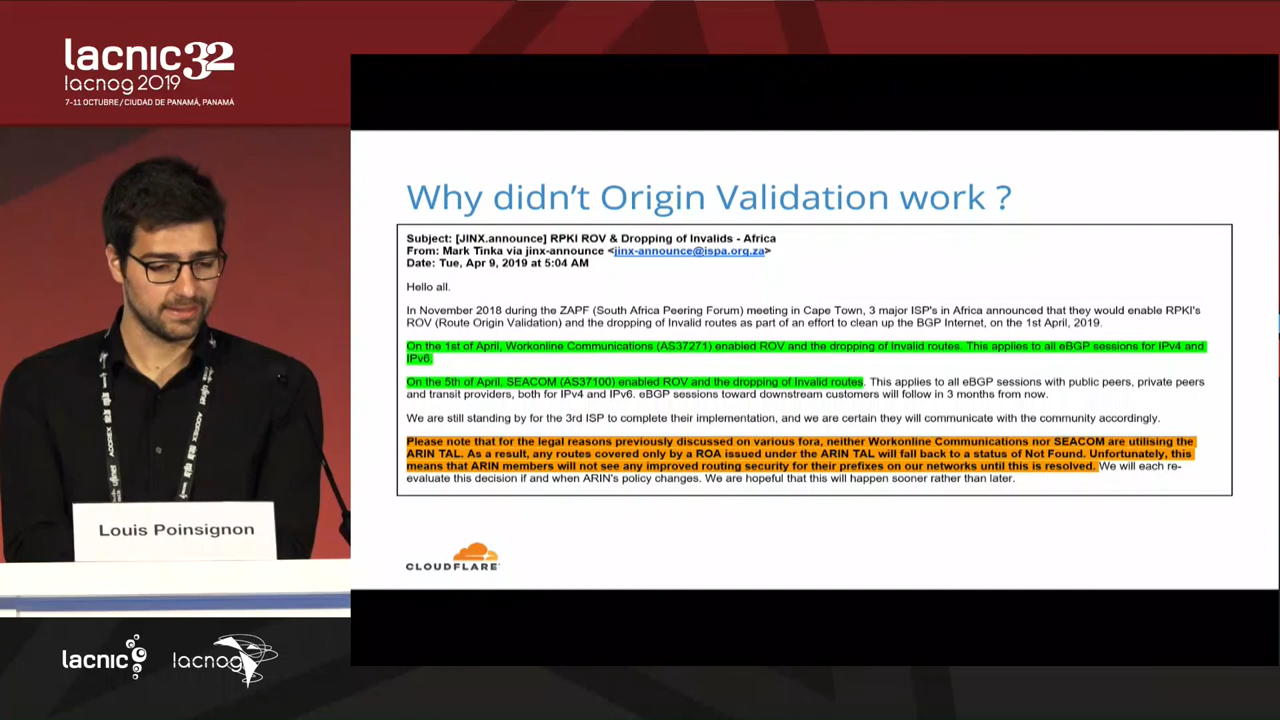 lacnic32
lacnog 2019
7-11 OCTUBRE / CIUDAD DE PANAMÁ, PANAMÁ
Why didn't Origin Validation work ?
Subject: [JINX.announce] RPKI ROV & Dropping of Invalids - Africa
From: Mark Tinka via jinx-announce <jinx-announce@ispa.org.za>
Date: Tue, Apr 9, 2019 at 5:04 AM
Hello all.
In November 2018 during the ZAPF (South Africa Peering Forum) meeting in Cape Town, 3 major ISP's in Africa announced that they would enable RPKI's
ROV (Route Origin Validation) and the dropping of Invalid routes as part of an effort to clean up the BGP Internet, on the 1st April, 2019.
On the 1st of April, Workonline Communications (AS37271) enabled ROV and the dropping of Invalid routes. This applies to all eBGP sessions for IPv4 and
IPv6.
On the 5th of April, SEACOM (AS37100) enabled ROV and the dropping of Invalid routes. This applies to all eBGP sessions with public peers, private peers
and transit providers, both for IPv4 and IPv6. eBGP sessions toward downstream customers will follow in 3 months from now.
We are still standing by for the 3rd ISP to complete their implementation, and we are certain they will communicate with the community accordingly.
Please note that for the legal reasons previously discussed on various fora, neither Workonline Communications nor SEACOM are utilising the
ARIN TAL. As a result, any routes covered only by a ROA issued under the ARIN TAL will fall back to a status of Not Found. Unfortunately, this
means that ARIN members will not see any improved routing security for their prefixes on our networks until this is resolved. We will each re-
evaluate this decision if and when ARIN's policy changes. We are hopeful that this will happen sooner rather than later.
Louis Poinsignon
CLOUDFLARE
lacnic
lacnog